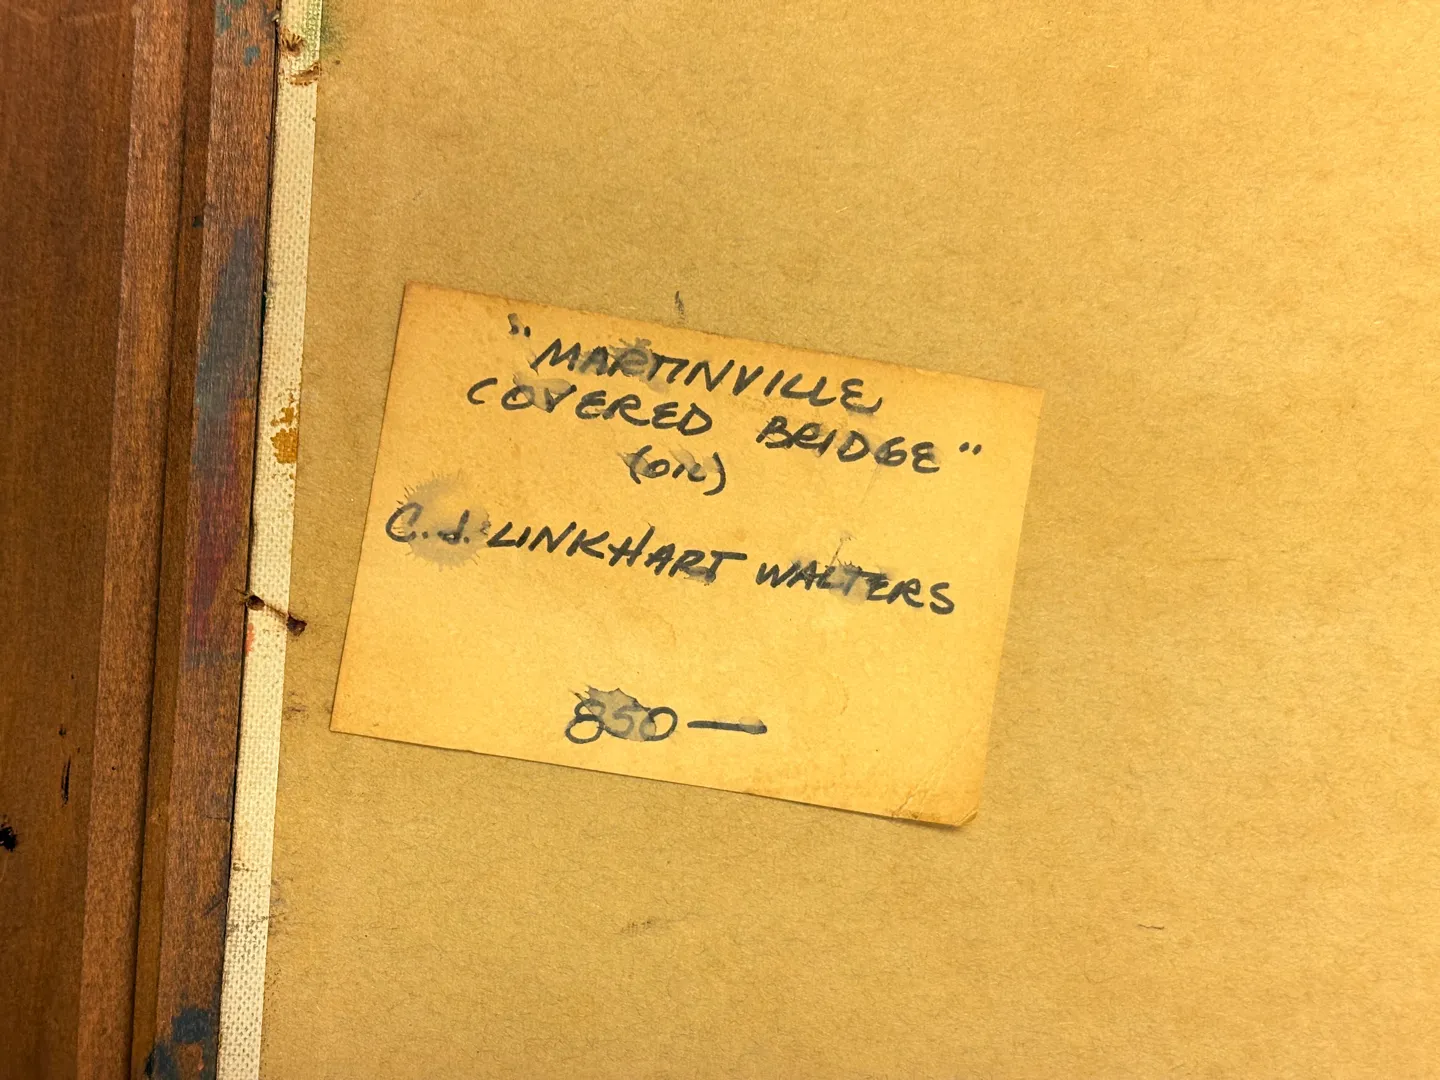 "MARTINVILLE
COVERED BRIDGE"
(OIL)
C.J. LINKHART WALTERS
850—